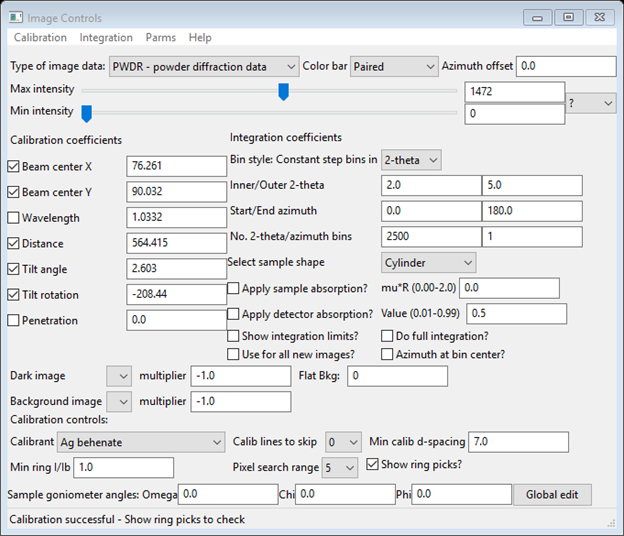 Image Controls
Calibration Integration Parms Help
Type of image data: PWDR - powder diffraction data Color bar Paired Azimuth offset 0.0
Max intensity 1472
Min intensity 0 ?
Calibration coefficients Integration coefficients
Bin style: Constant step bins in 2-theta
Beam center X 76.261
Inner/Outer 2-theta 2.0 5.0
Beam center Y 90.032
Start/End azimuth 0.0 180.0
Wavelength 1.0332
No. 2-theta/azimuth bins 2500 1
Distance 564.415
Select sample shape Cylinder
Tilt angle 2.603
Apply sample absorption? mu*R (0.00-2.0) 0.0
Tilt rotation -208.44
Apply detector absorption? Value (0.01-0.99) 0.5
Penetration 0.0
Show integration limits? Do full integration?
Use for all new images? Azimuth at bin center?
Dark image multiplier -1.0 Flat Bkg: 0
Background image multiplier -1.0
Calibration controls:
Calibrant Ag behenate Calib lines to skip 0 Min calib d-spacing 7.0
Min ring I/Ib 1.0 Pixel search range 5 Show ring picks?
Sample goniometer angles: Omega 0.0 Chi 0.0 Phi 0.0 Global edit
Calibration successful - Show ring picks to check